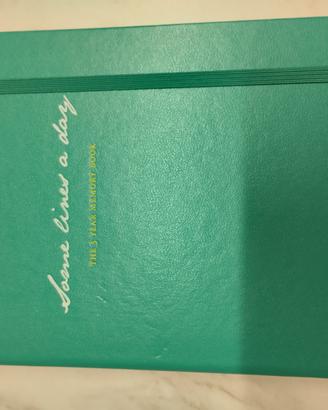 Some lines a day
THE 5 YEAR MEMORY BOOK